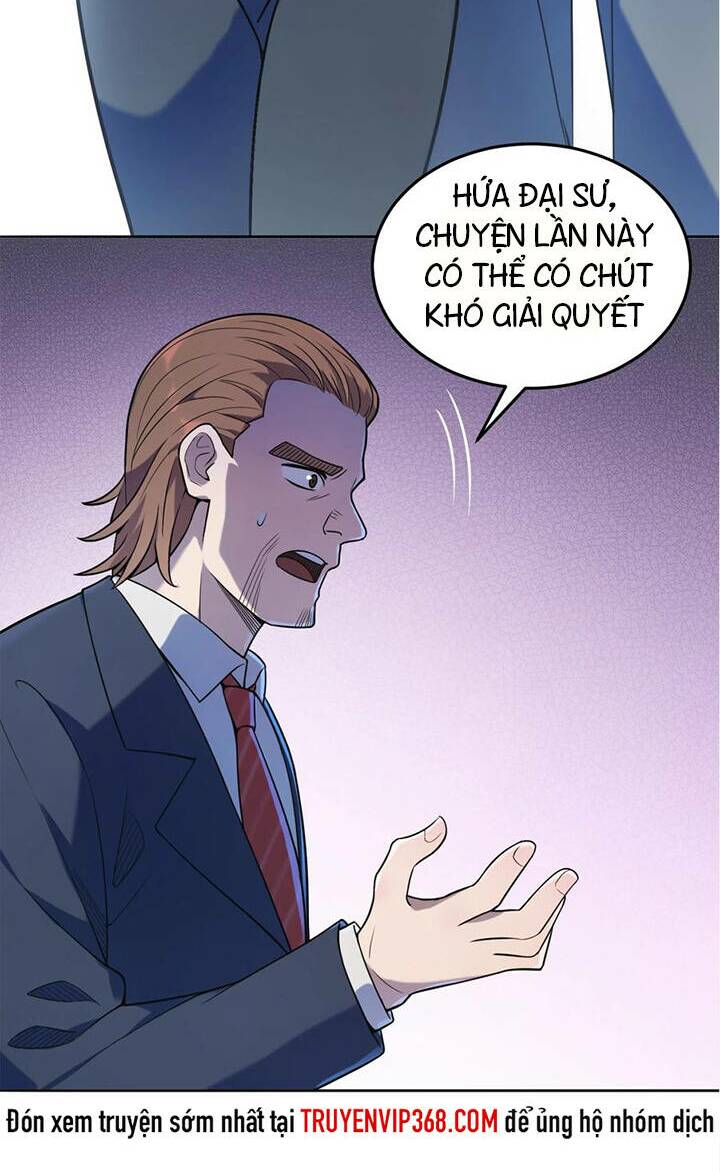 HỨA ĐẠI SƯ,
CHUYỆN LẦN NÀY
CÓ THỂ CÓ CHÚT
KHÓ GIẢI QUYẾT
Đón xem truyện sớm nhất tại TRUYENVIP368.COM để ủng hộ nhóm dịch